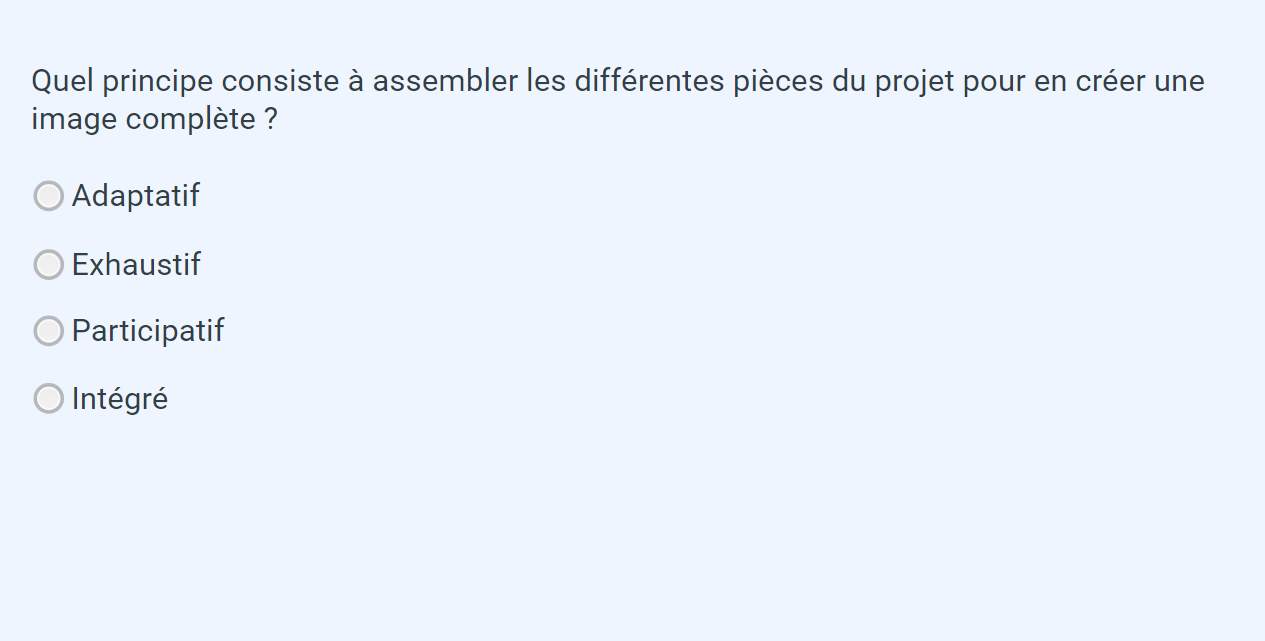 Quel principe consiste à assembler les différentes pièces du projet pour en créer une
image complète ?
Adaptatif
Exhaustif
Participatif
Intégré